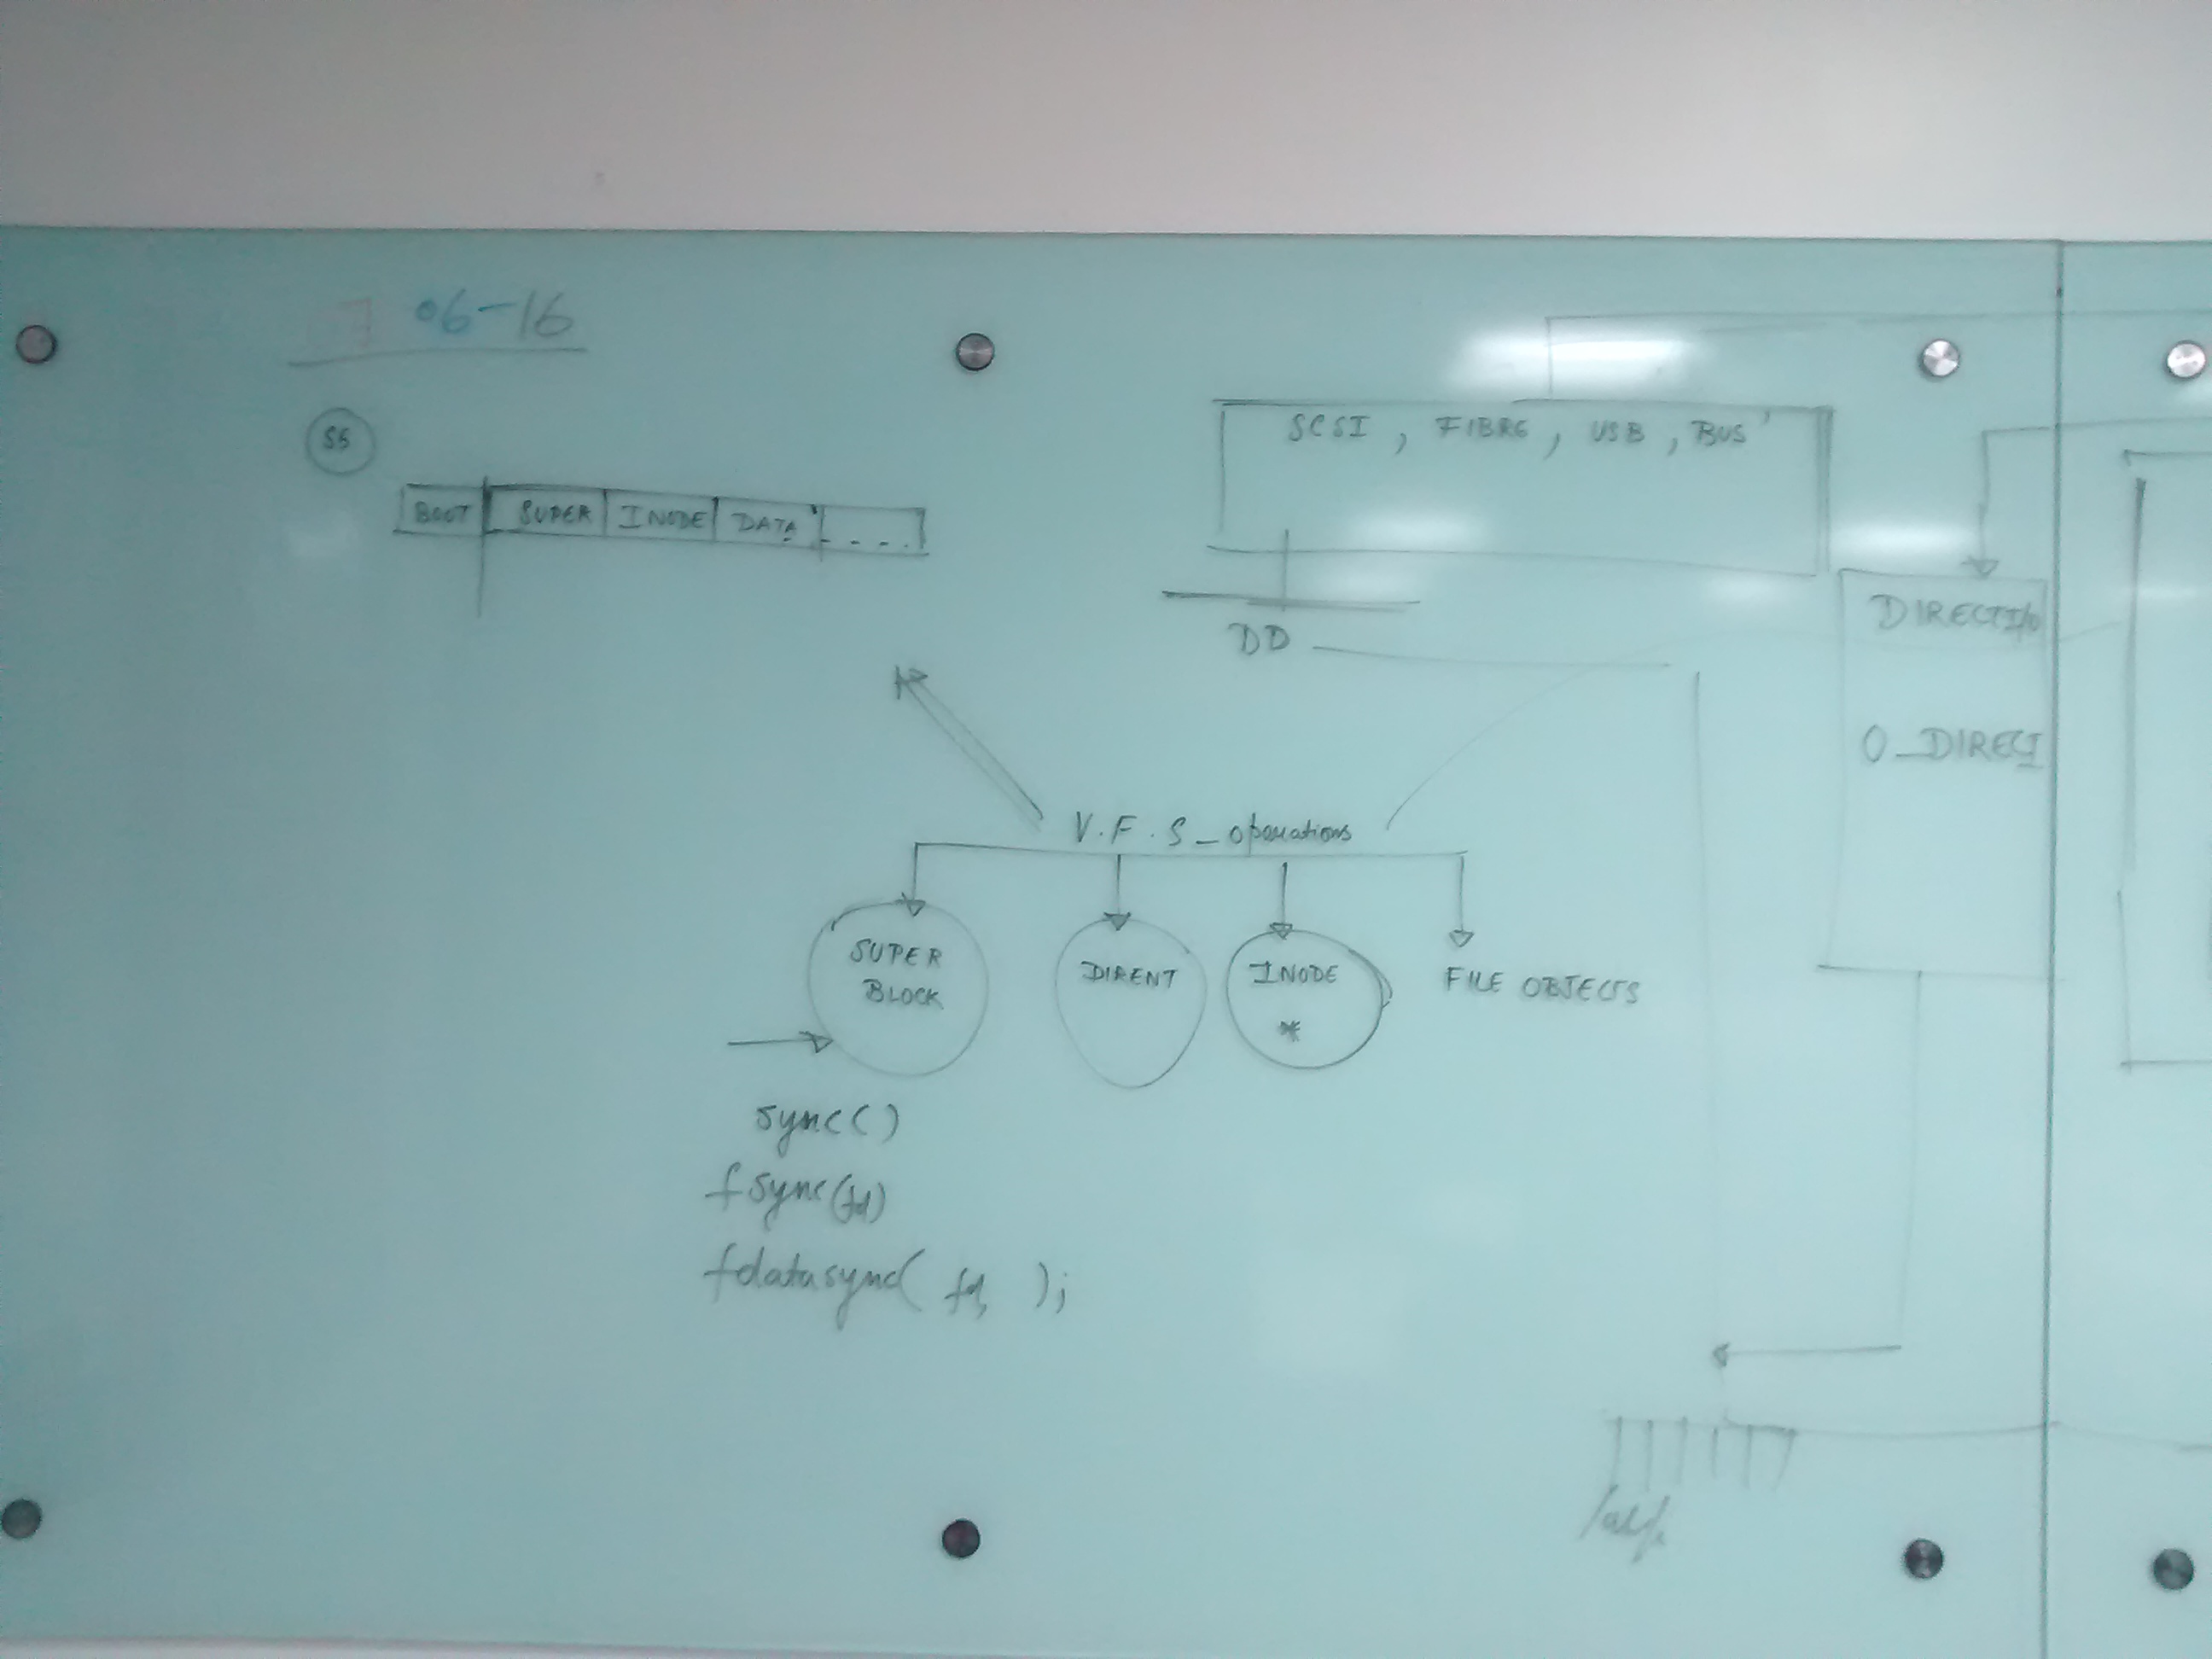 06-16
S5
BOOT SUPER INODE DATA ....
SCSI , FIBRE , USB , BUS
DD
DIRECT I/O
O_DIRECT
V.F.S_operations
SUPER
BLOCK
DIRENT
INODE
*
FILE OBJECTS
sync()
fsync(fd)
fdatasync( fd, );